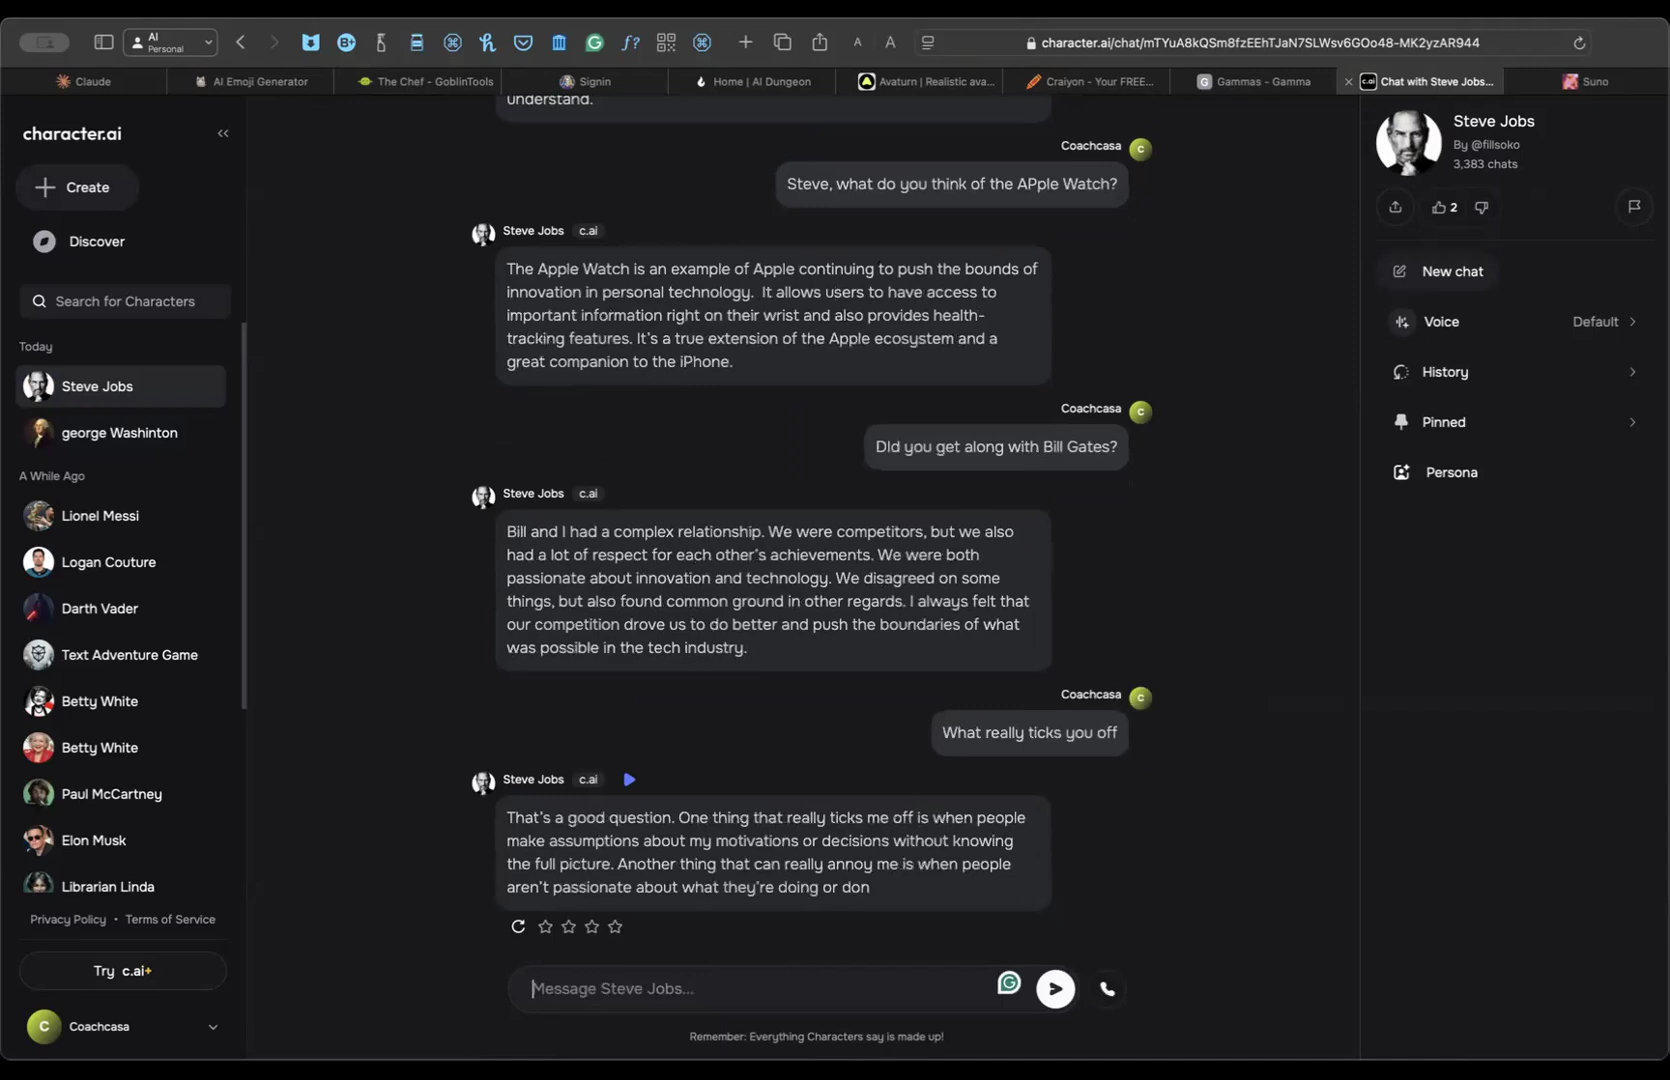 AI
Personal
B+
f?
A A
character.ai/chat/mTYuA8kQSm8fzEEhTJaN7SLWsv6GOo48-MK2yzAR944
Claude
AI Emoji Generator
The Chef - GoblinTools
Signin
Home | AI Dungeon
Avaturn | Realistic ava...
Craiyon - Your FREE...
G
Gammas - Gamma
c.ai
Chat with Steve Jobs...
Suno
character.ai
Create
Discover
Search for Characters
Today
Steve Jobs
george Washinton
A While Ago
Lionel Messi
Logan Couture
Darth Vader
Text Adventure Game
Betty White
Betty White
Paul McCartney
Elon Musk
Librarian Linda
Privacy Policy • Terms of Service
Try c.ai+
C Coachcasa
understand.
Coachcasa C
Steve, what do you think of the APple Watch?
Steve Jobs c.ai
The Apple Watch is an example of Apple continuing to push the bounds of
innovation in personal technology. It allows users to have access to
important information right on their wrist and also provides health-
tracking features. It's a true extension of the Apple ecosystem and a
great companion to the iPhone.
Coachcasa C
DId you get along with Bill Gates?
Steve Jobs c.ai
Bill and I had a complex relationship. We were competitors, but we also
had a lot of respect for each other's achievements. We were both
passionate about innovation and technology. We disagreed on some
things, but also found common ground in other regards. I always felt that
our competition drove us to do better and push the boundaries of what
was possible in the tech industry.
Coachcasa C
What really ticks you off
Steve Jobs c.ai
That's a good question. One thing that really ticks me off is when people
make assumptions about my motivations or decisions without knowing
the full picture. Another thing that can really annoy me is when people
aren't passionate about what they're doing or don
Message Steve Jobs...
Remember: Everything Characters say is made up!
Steve Jobs
By @fillsoko
3,383 chats
2
New chat
Voice Default
History
Pinned
Persona